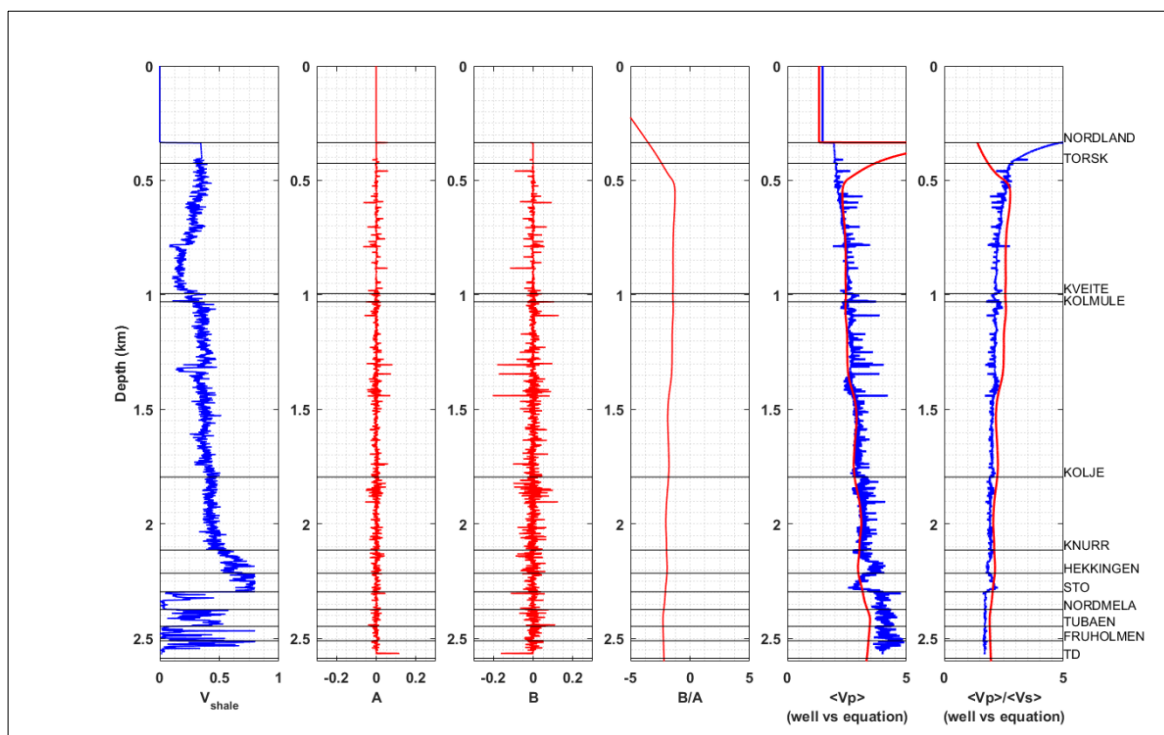 0 0 0 0 0 0
NORDLAND
TORSK
0.5 0.5 0.5 0.5 0.5 0.5
KVEITE
1 1 1 1 1 1
KOLMULE
Depth (km)
1.5 1.5 1.5 1.5 1.5 1.5
KOLJE
2 2 2 2 2 2
KNURR
HEKKINGEN
STO
NORDMELA
TUBAEN
FRUHOLMEN
2.5 2.5 2.5 2.5 2.5 2.5
TD
0 0.5 1 -0.2 0 0.2 -0.2 0 0.2 -5 0 5 0 5 0 5
Vshale A B B/A <Vp> <Vp>/<Vs>
(well vs equation) (well vs equation)